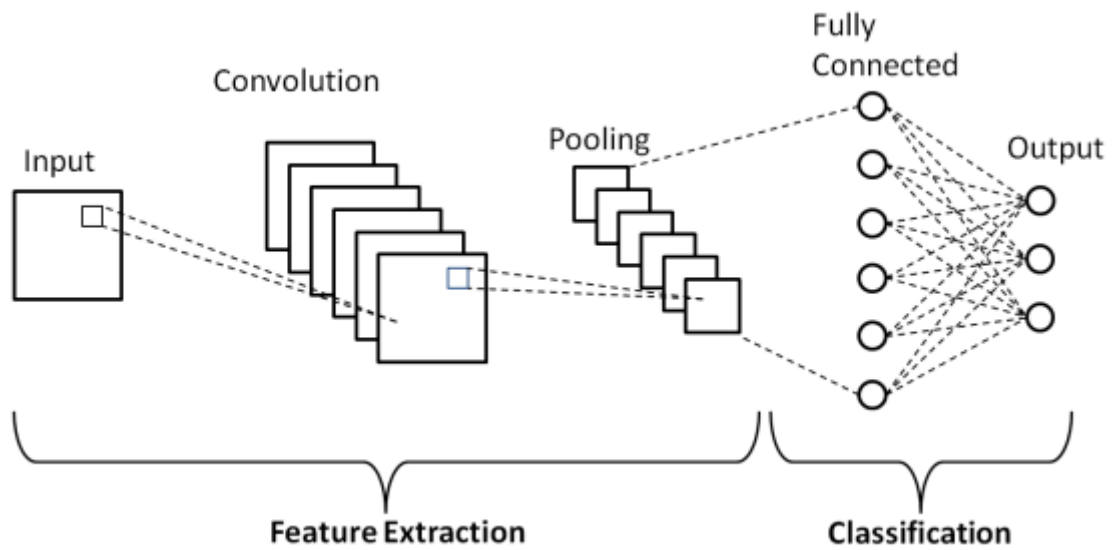 Input
Convolution
Pooling
Fully
Connected
Output
Feature Extraction
Classification